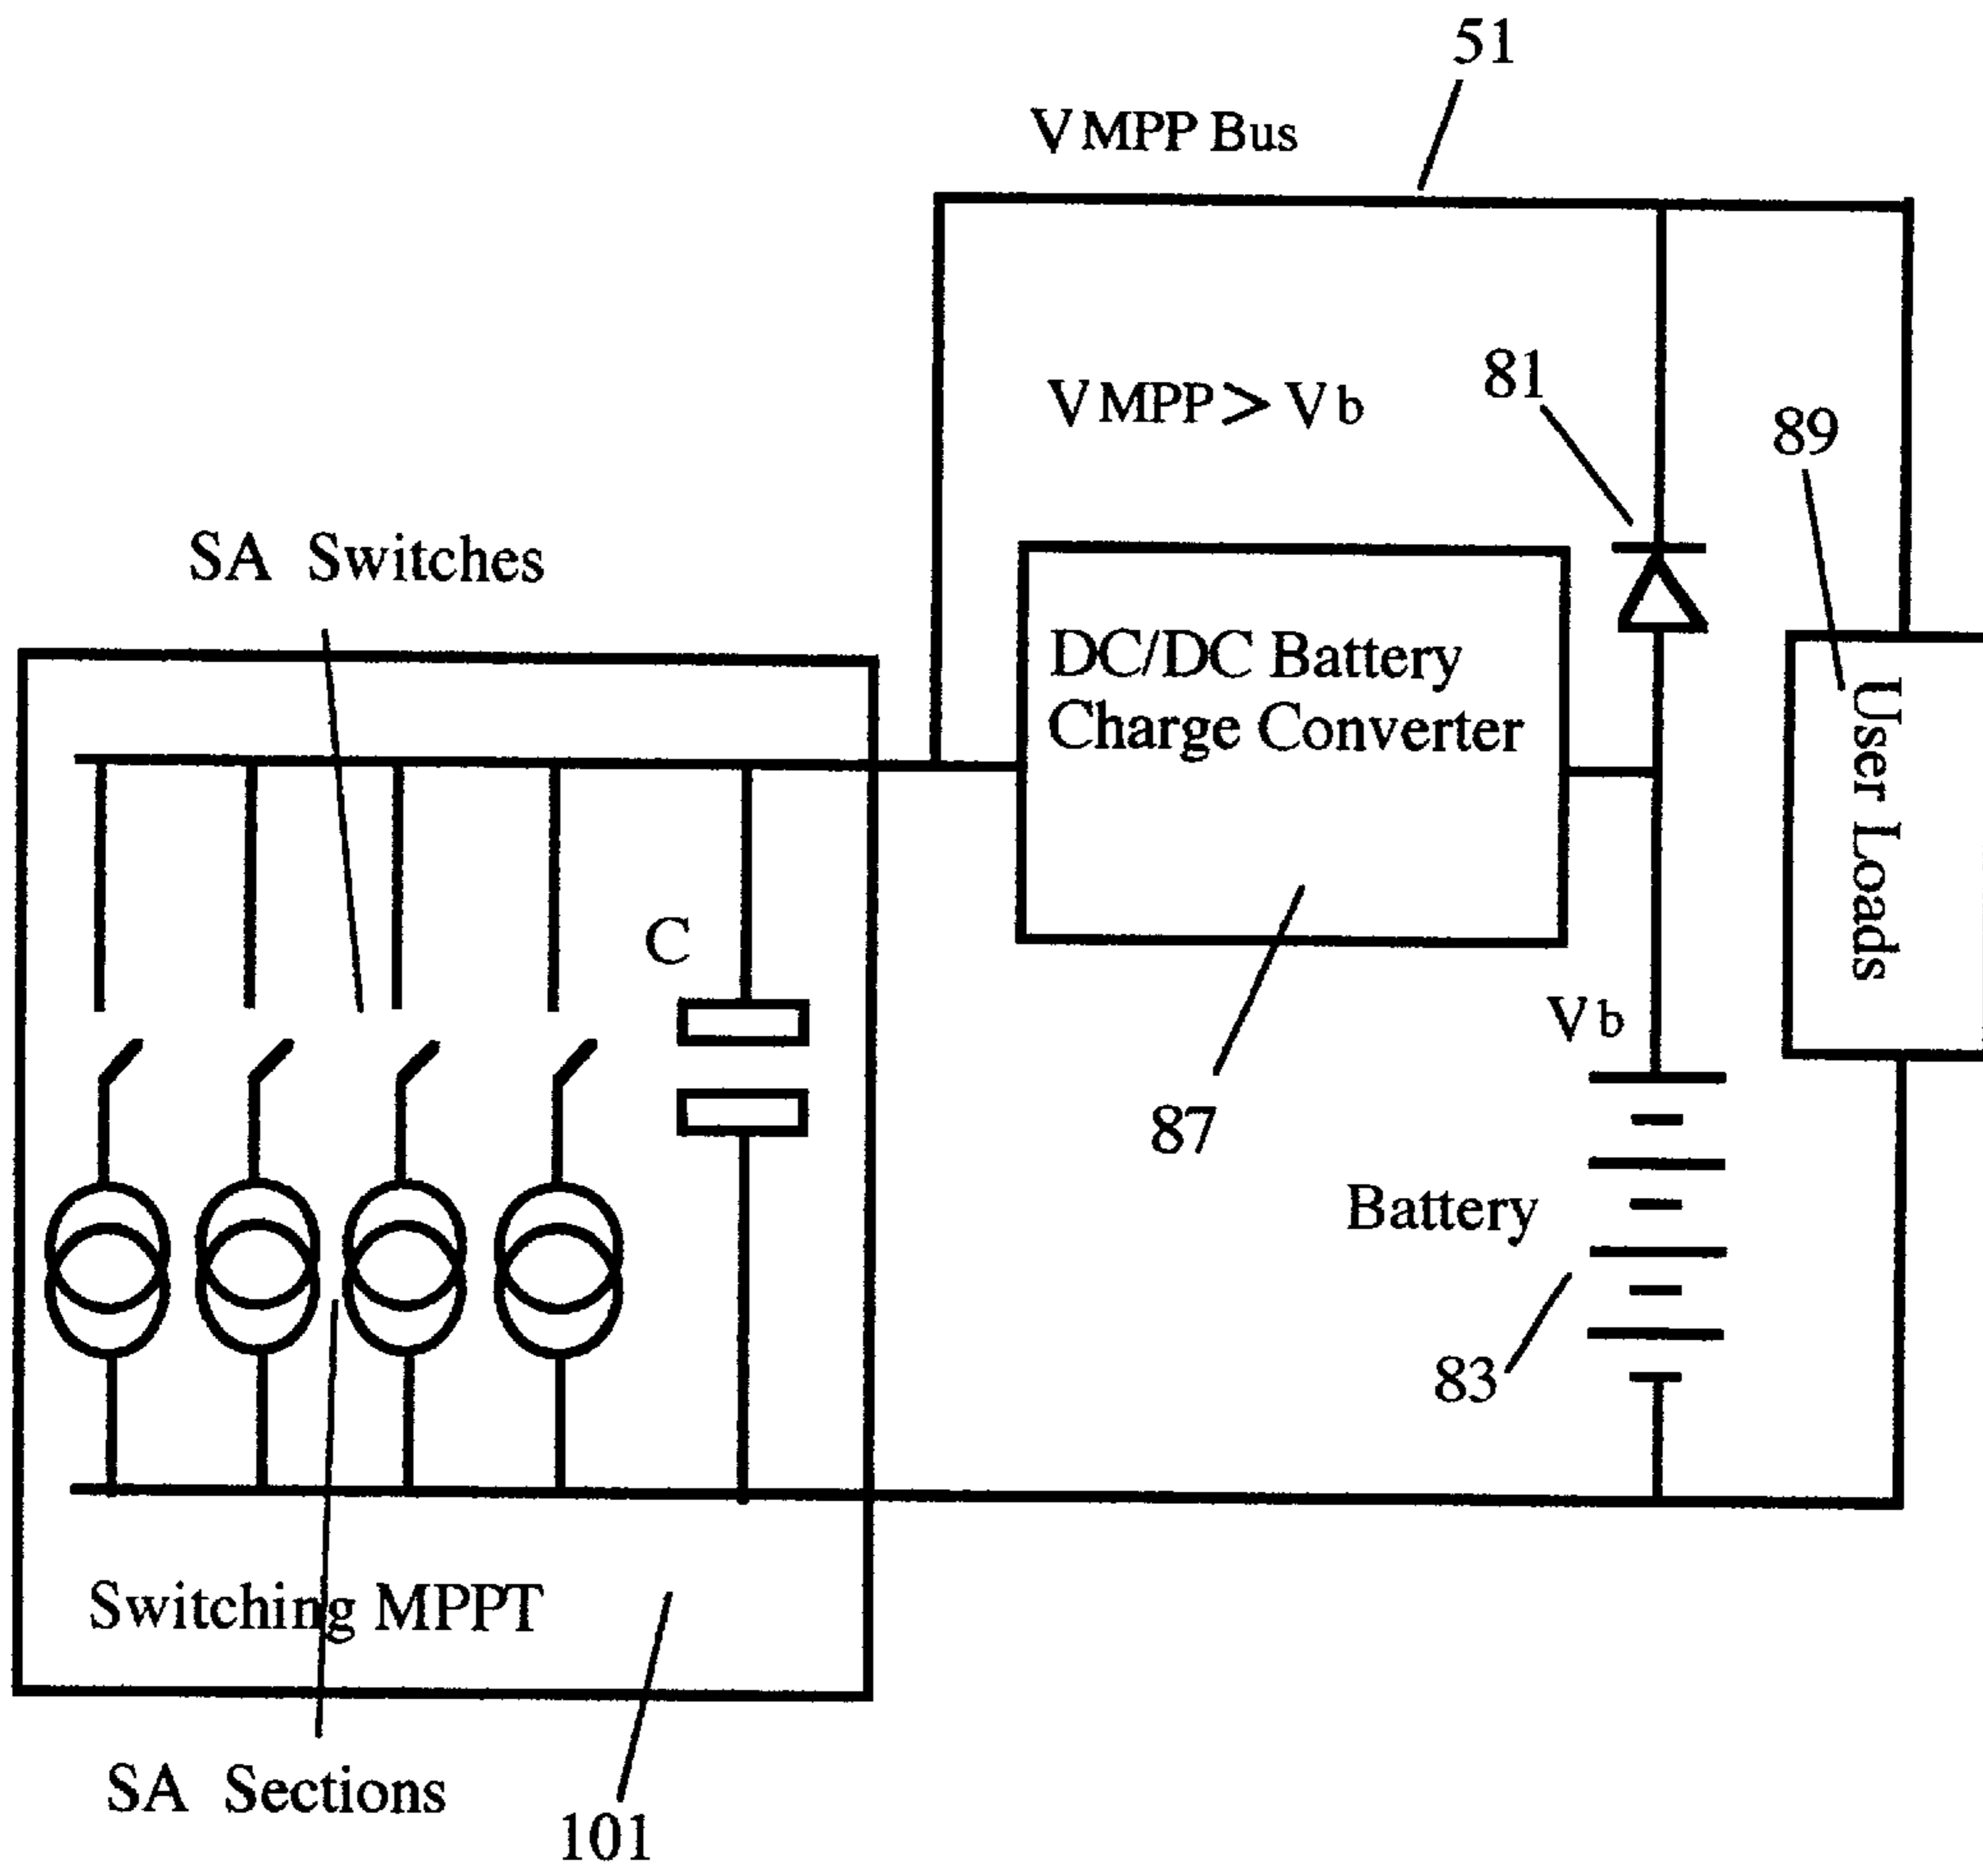 51
VMPP Bus
VMPP > Vb
81
89
SA Switches
DC/DC Battery
Charge Converter
User Loads
C
Vb
87
Battery
83
Switching MPPT
SA Sections
101